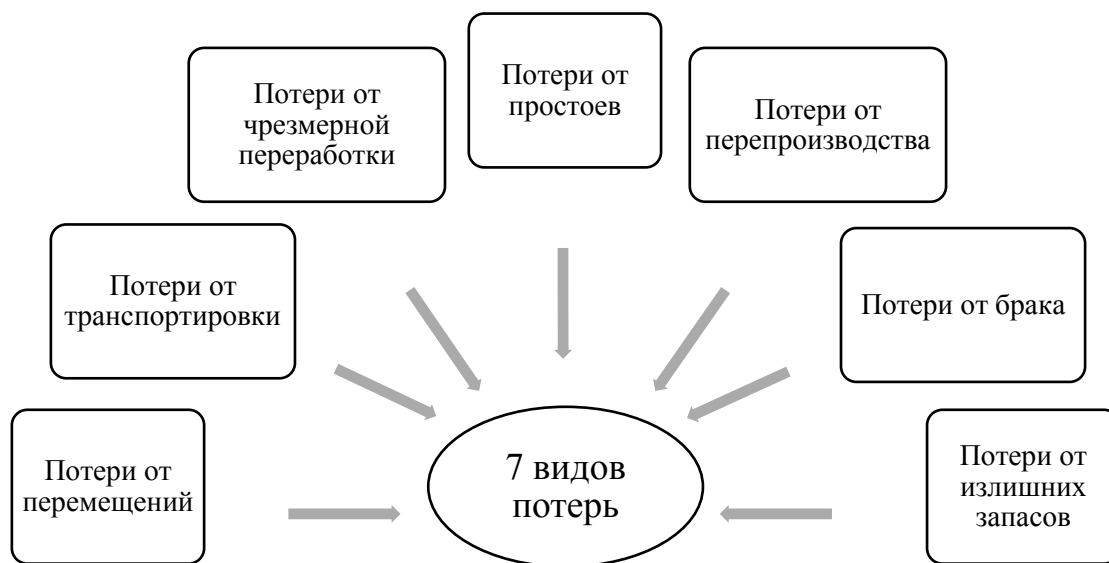 Потери от
простоев
Потери от
чрезмерной
переработки
Потери от
перепроизводства
Потери от
транспортировки
Потери от брака
Потери от
перемещений
7 видов
потерь
Потери от
излишних
запасов